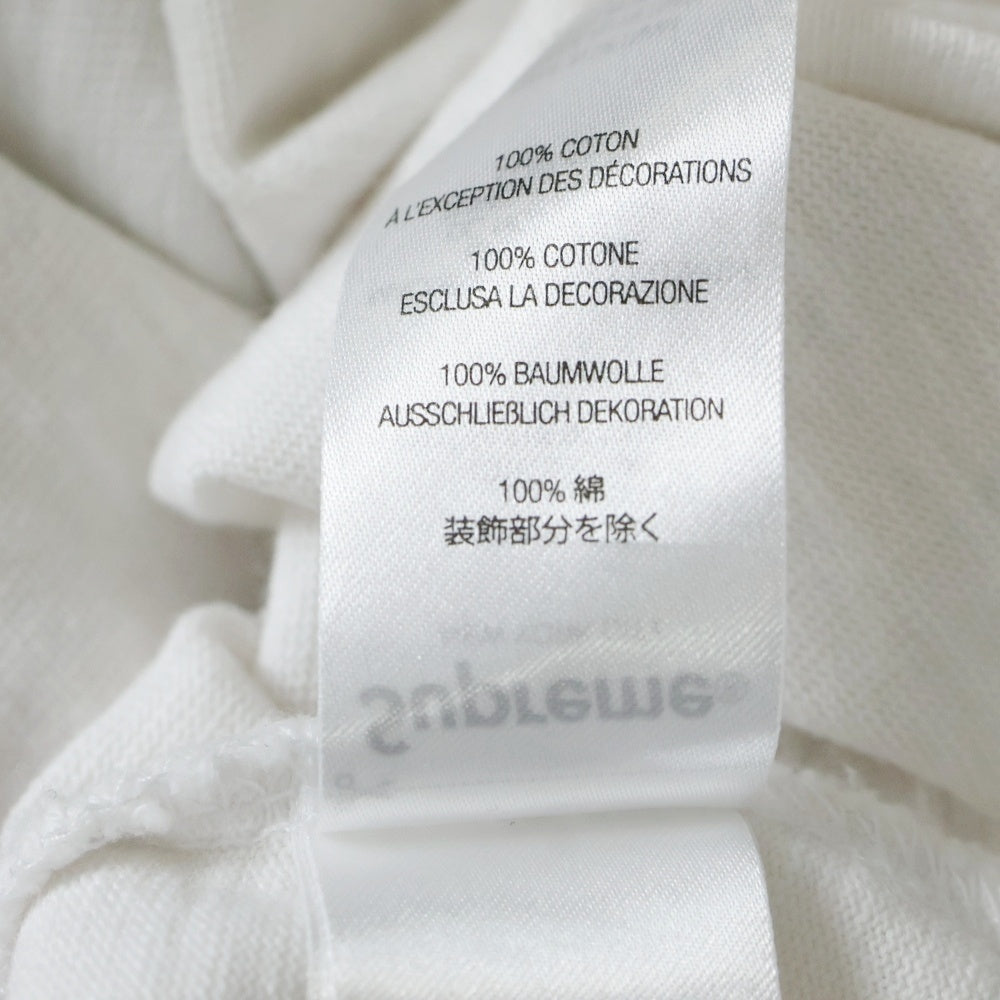 100% COTON
A L'EXCEPTION DES DÉCORATIONS
100% COTONE
ESCLUSA LA DECORAZIONE
100% BAUMWOLLE
AUSSCHLIEßLICH DEKORATION
100% 綿
装飾部分を除く
Supreme